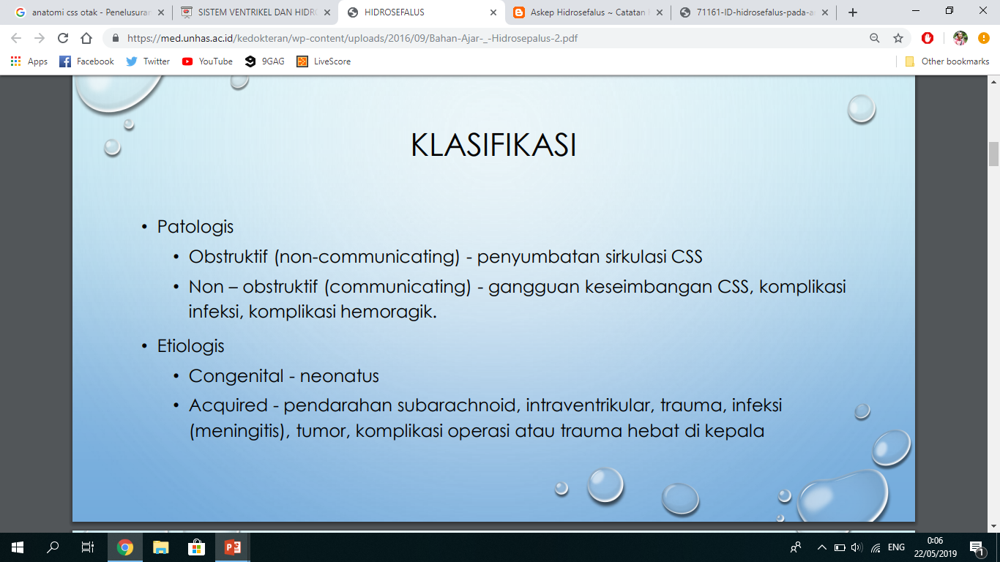 anatomi css otak - Penelusuran
SISTEM VENTRIKEL DAN HIDRO
HIDROSEFALUS
Askep Hidrosefalus ~ Catatan
71161-ID-hidrosefalus-pada-a
https://med.unhas.ac.id/kedokteran/wp-content/uploads/2016/09/Bahan-Ajar-_-Hidrosepalus-2.pdf
Apps Facebook Twitter YouTube 9GAG LiveScore Other bookmarks
KLASIFIKASI
• Patologis
• Obstruktif (non-communicating) - penyumbatan sirkulasi CSS
• Non – obstruktif (communicating) - gangguan keseimbangan CSS, komplikasi
infeksi, komplikasi hemoragik.
• Etiologis
• Congenital - neonatus
• Acquired - pendarahan subarachnoid, intraventrikular, trauma, infeksi
(meningitis), tumor, komplikasi operasi atau trauma hebat di kepala
ENG
0:06
22/05/2019
1